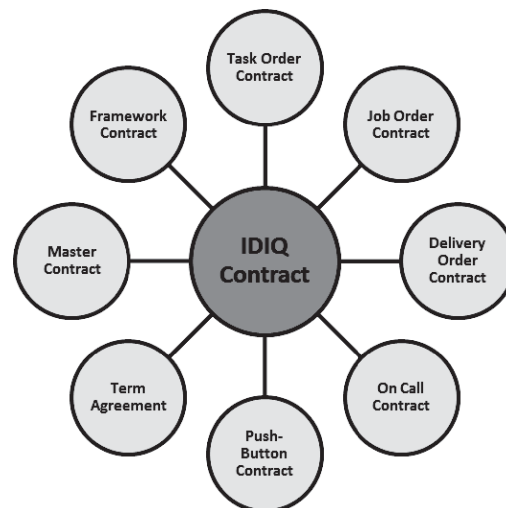 Task Order
Contract
Framework
Contract
Job Order
Contract
IDIQ
Contract
Master
Contract
Delivery
Order
Contract
Term
Agreement
On Call
Contract
Push-
Button
Contract